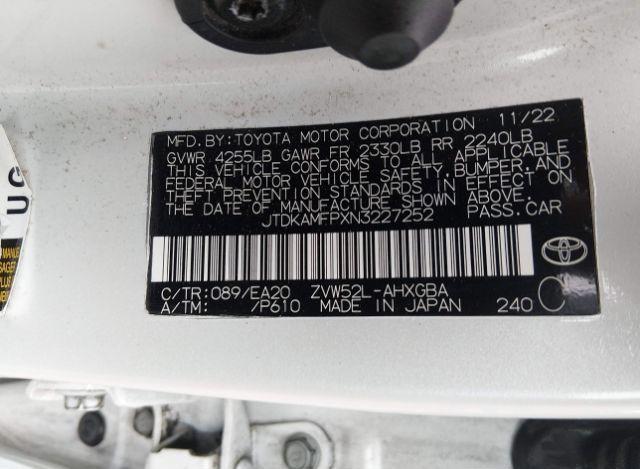 MFD. BY: TOYOTA MOTOR CORPORATION 11/22
GVWR 4255LB GAWR FR 2330LB RR 2240LB
THIS VEHICLE CONFORMS TO ALL APPLICABLE
FEDERAL MOTOR VEHICLE SAFETY, BUMPER, AND
THEFT PREVENTION STANDARDS IN EFFECT ON
THE DATE OF MANUFACTURE SHOWN ABOVE.
JTDKAMFPXN3227252 PASS. CAR
C/TR: 089/EA20 ZVW52L-AHXGBA
A/TM: /P610 MADE IN JAPAN 240 C
UG